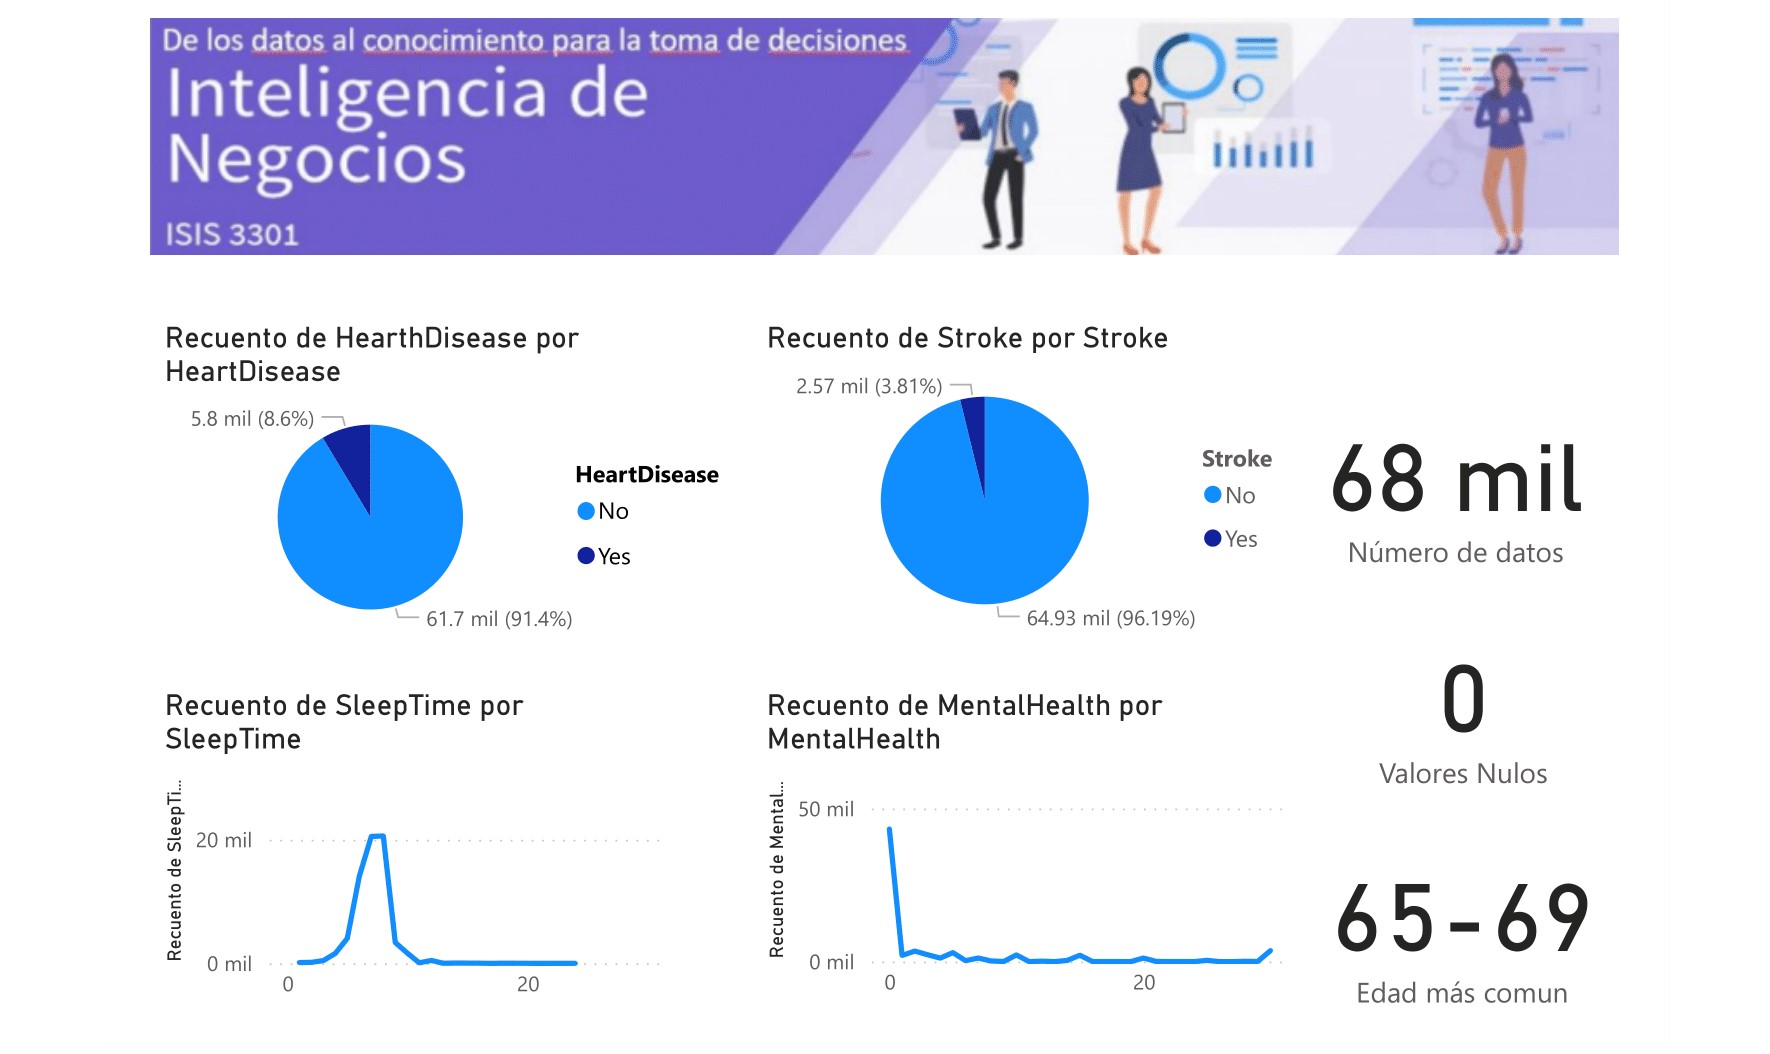 De los datos al conocimiento para la toma de decisiones
Inteligencia de
Negocios
ISIS 3301
Recuento de HearthDisease por
HeartDisease
5.8 mil (8.6%)
61.7 mil (91.4%)
HeartDisease
No
Yes
Recuento de Stroke por Stroke
2.57 mil (3.81%)
64.93 mil (96.19%)
Stroke
No
Yes
68 mil
Número de datos
0
Valores Nulos
65-69
Edad más comun
Recuento de SleepTime por
SleepTime
Recuento de SleepTi...
20 mil
0 mil
0
20
Recuento de MentalHealth por
MentalHealth
Recuento de Mental...
50 mil
0 mil
0
20